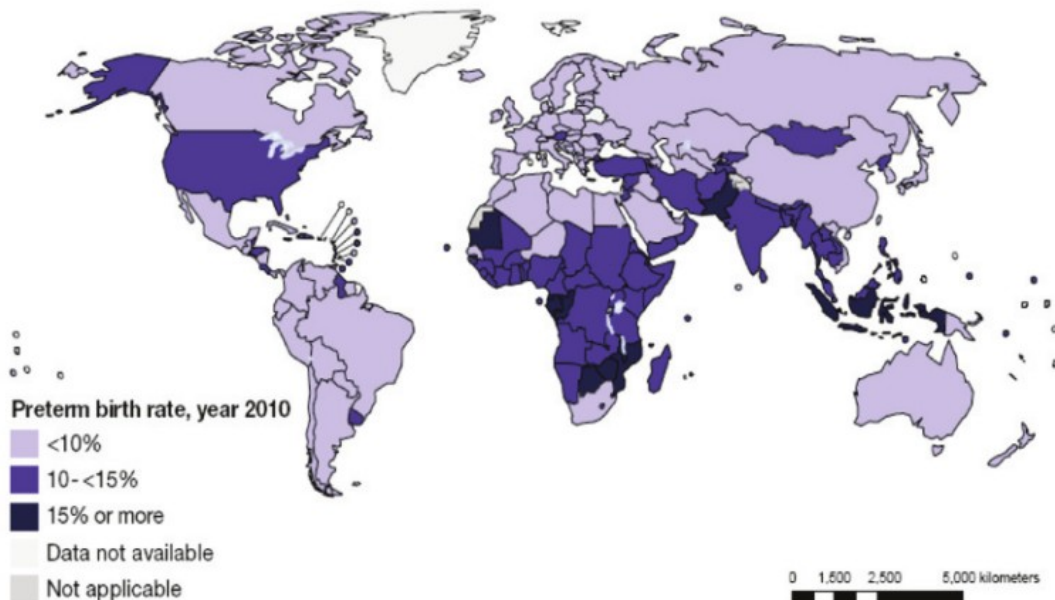 Preterm birth rate, year 2010
<10%
10-<15%
15% or more
Data not available
Not applicable
0 1,500 2,500 5,000 kilometers